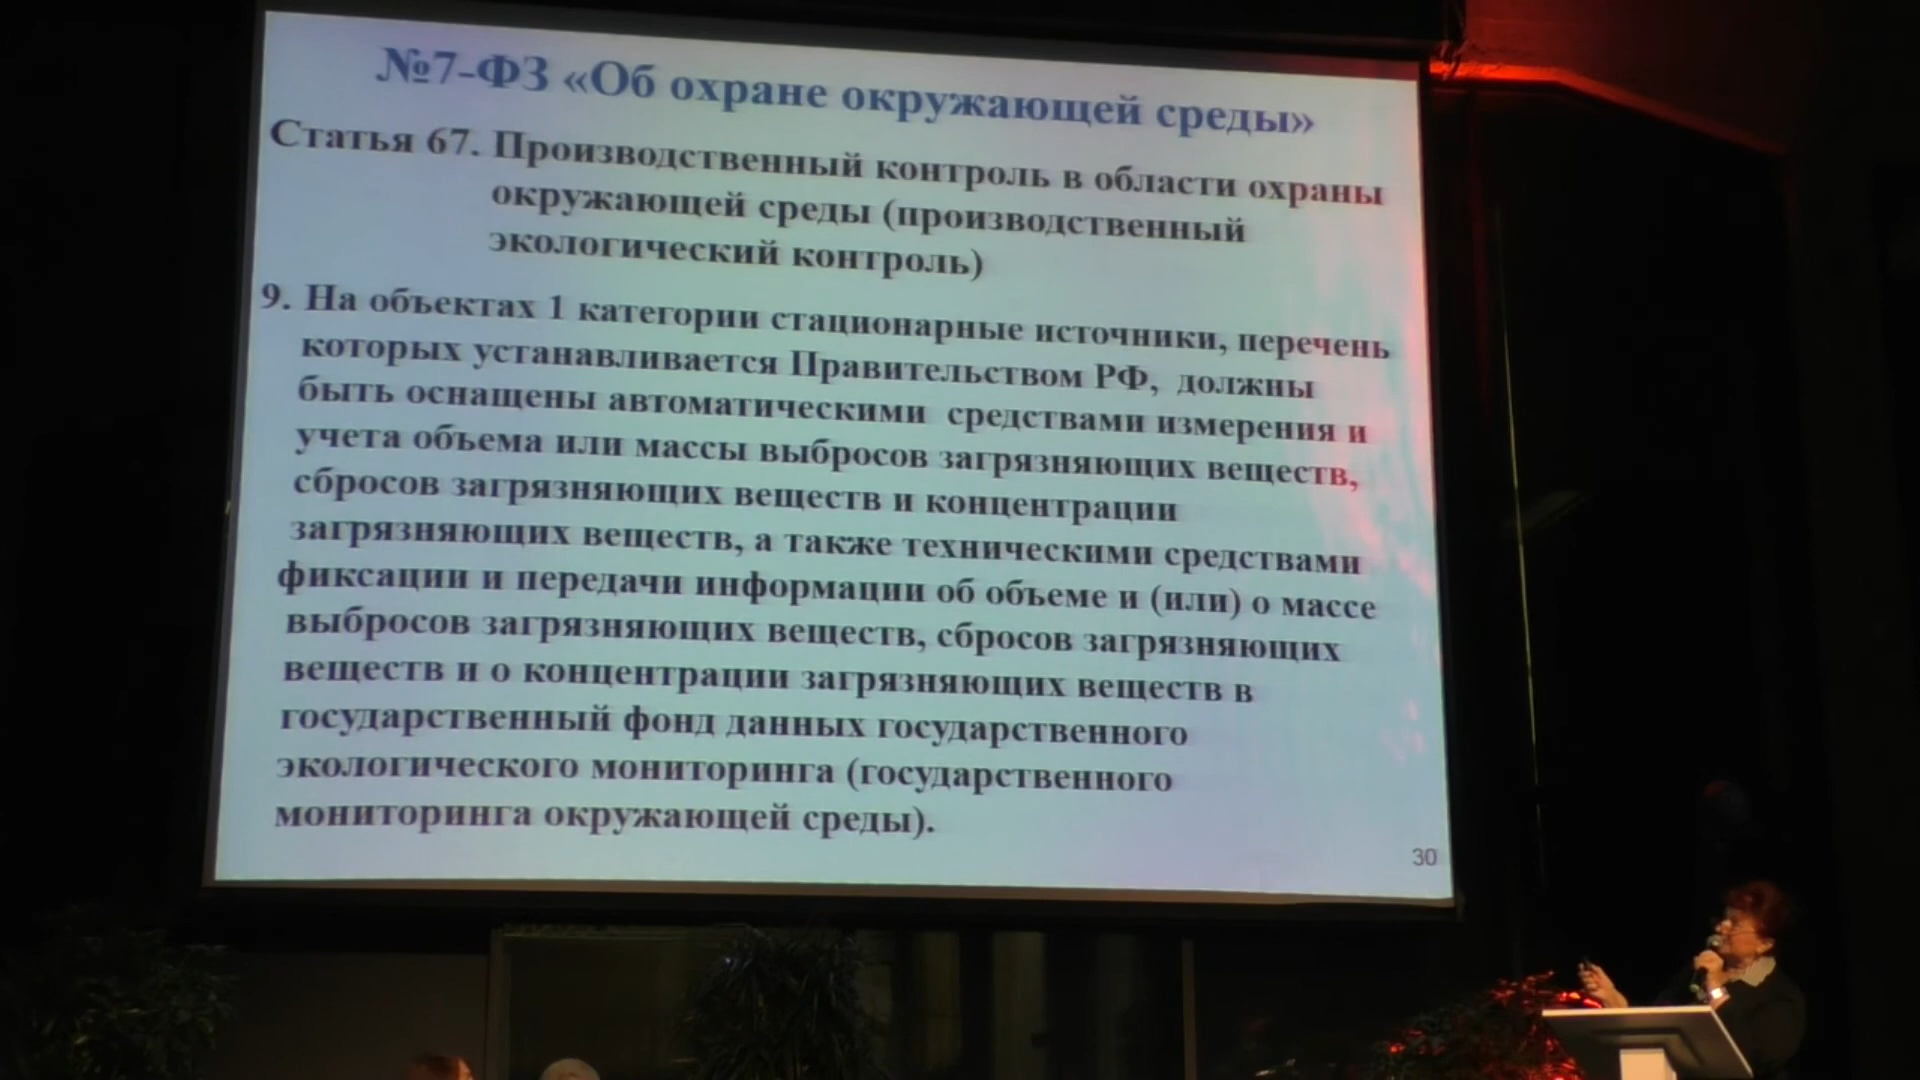 №7-ФЗ «Об охране окружающей среды»
Статья 67. Производственный контроль в области охраны
окружающей среды (производственный
экологический контроль)
9. На объектах 1 категории стационарные источники, перечень
которых устанавливается Правительством РФ, должны
быть оснащены автоматическими средствами измерения и
учета объема или массы выбросов загрязняющих веществ,
сбросов загрязняющих веществ и концентрации
загрязняющих веществ, а также техническими средствами
фиксации и передачи информации об объеме и (или) о массе
выбросов загрязняющих веществ, сбросов загрязняющих
веществ и о концентрации загрязняющих веществ в
государственный фонд данных государственного
экологического мониторинга (государственного
мониторинга окружающей среды).
30